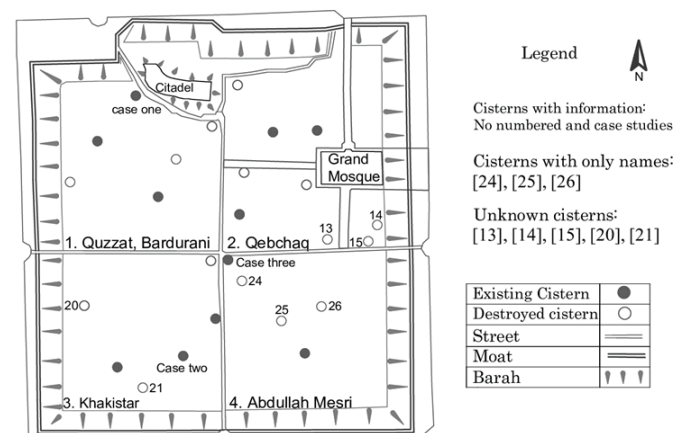 Citadel
case one
Grand
Mosque
14
13
15
1. Quzzat, Bardurani
2. Qebchaq
Case three
24
20
25
26
Case two
21
3. Khakistar
4. Abdullah Mesri
Legend
N
Cisterns with information:
No numbered and case studies
Cisterns with only names:
[24], [25], [26]
Unknown cisterns:
[13], [14], [15], [20], [21]
Existing Cistern
Destroyed cistern
Street
Moat
Barah